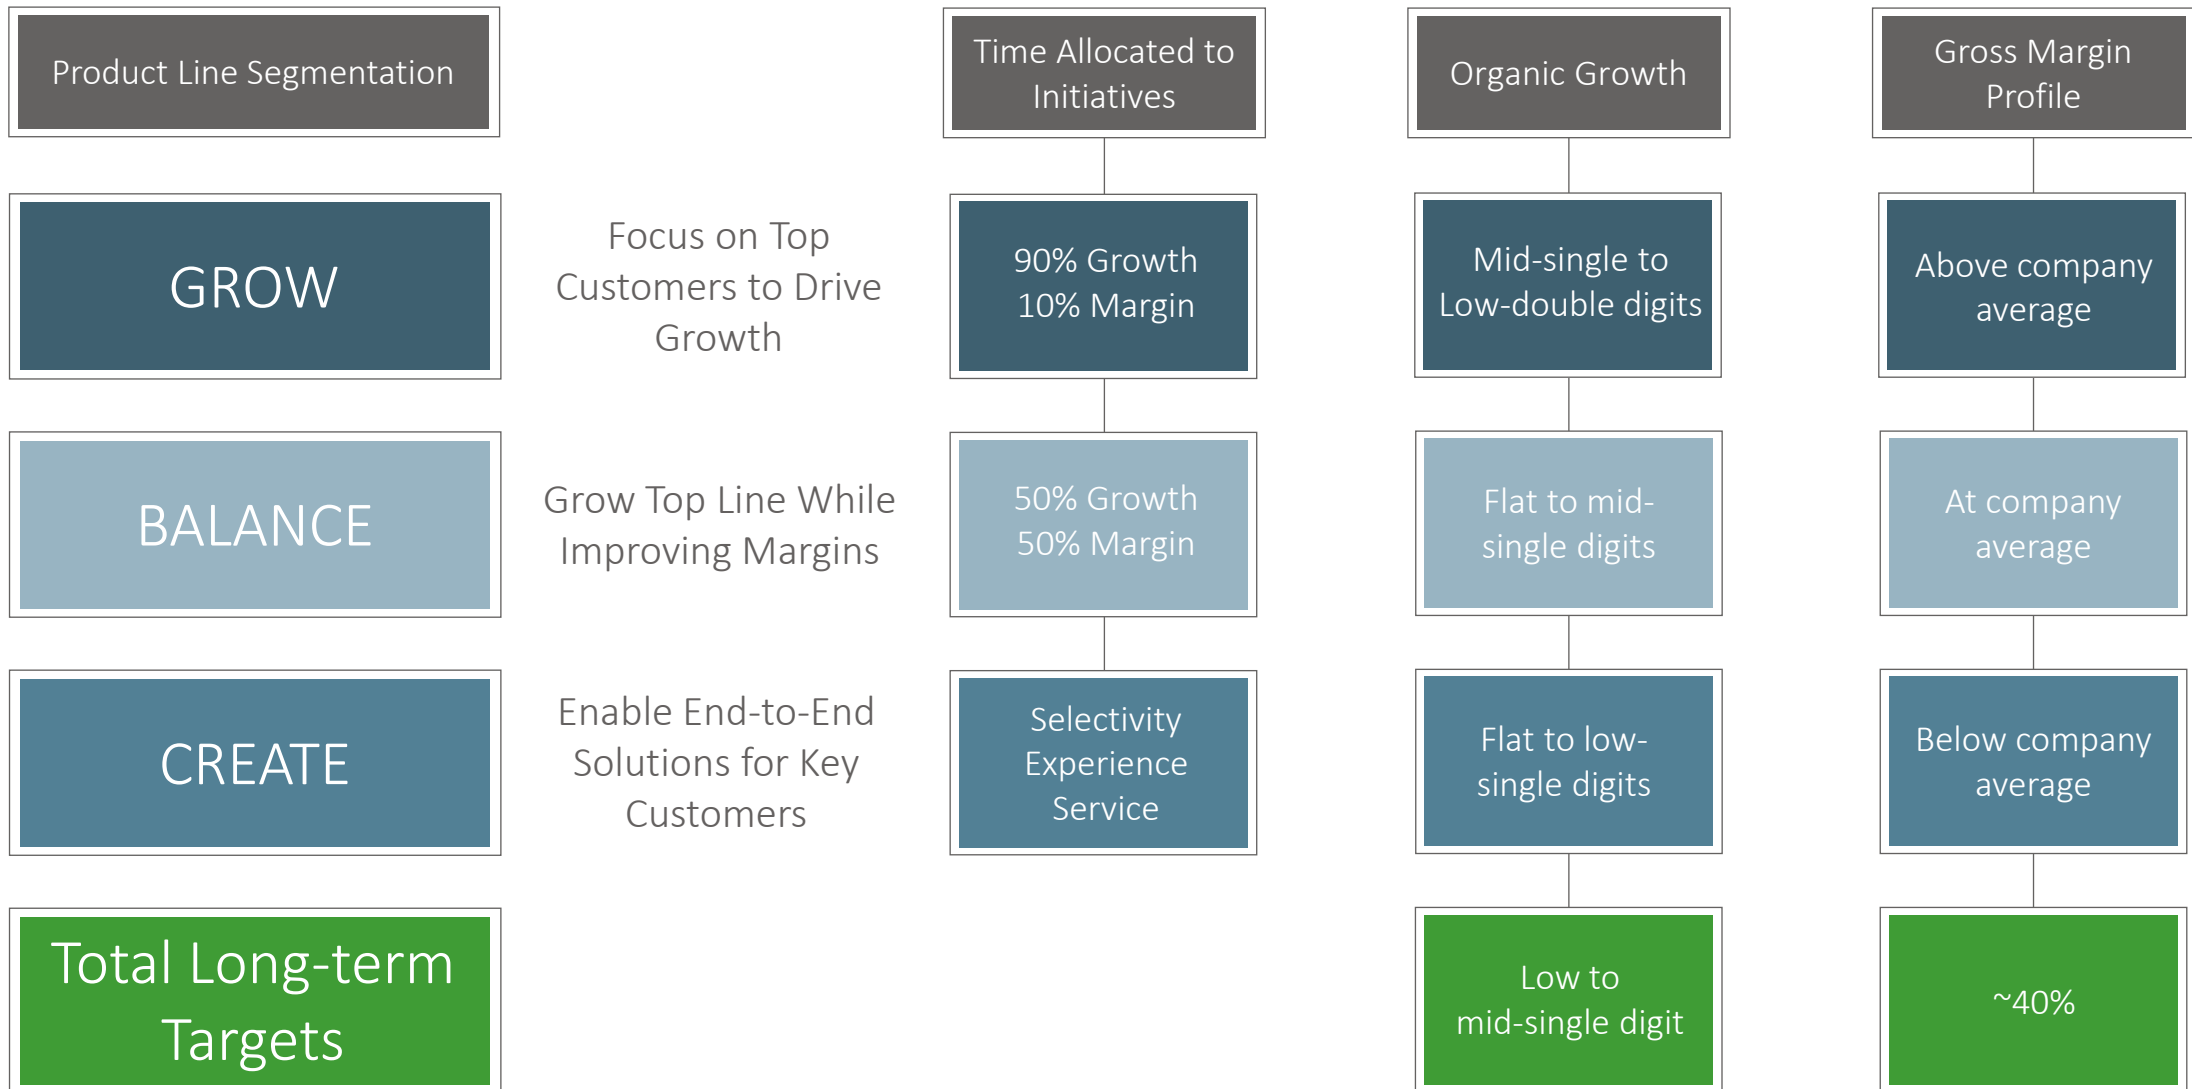 Product Line Segmentation
Time Allocated to
Initiatives
Organic Growth
Gross Margin
Profile
GROW
Focus on Top
Customers to Drive
Growth
90% Growth
10% Margin
Mid-single to
Low-double digits
Above company
average
BALANCE
Grow Top Line While
Improving Margins
50% Growth
50% Margin
Flat to mid-
single digits
At company
average
CREATE
Enable End-to-End
Solutions for Key
Customers
Selectivity
Experience
Service
Flat to low-
single digits
Below company
average
Total Long-term
Targets
Low to
mid-single digit
~40%